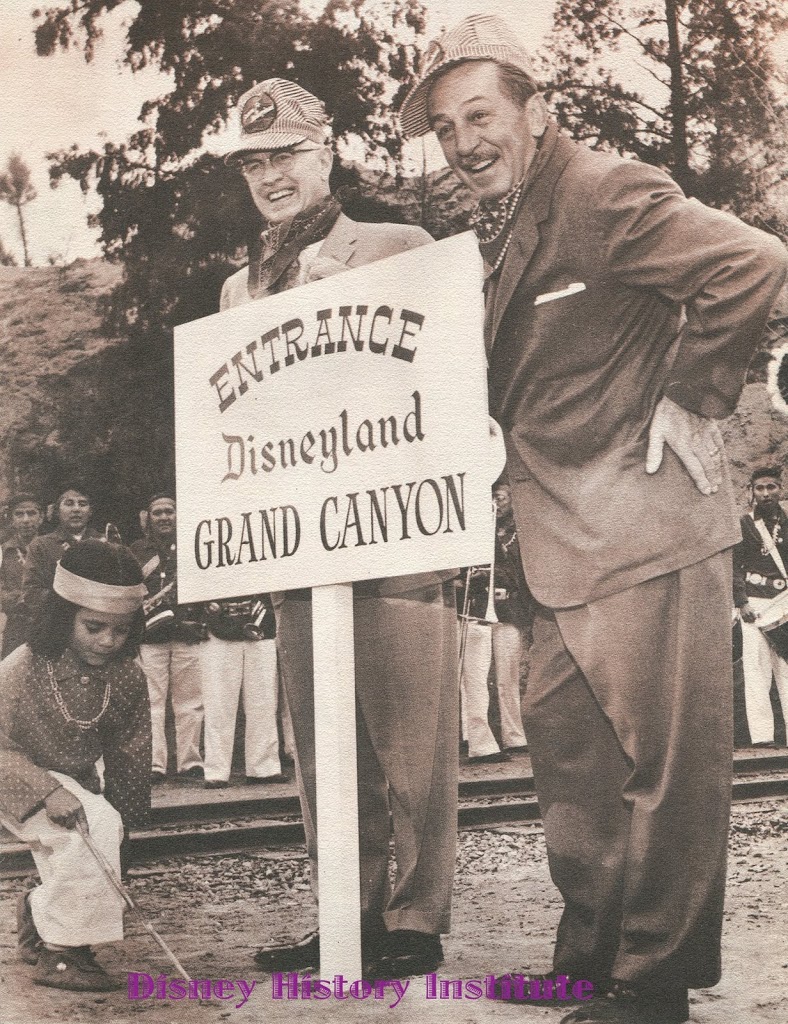 ENTRANCE
Disneyland
GRAND CANYON
Disney History Institute